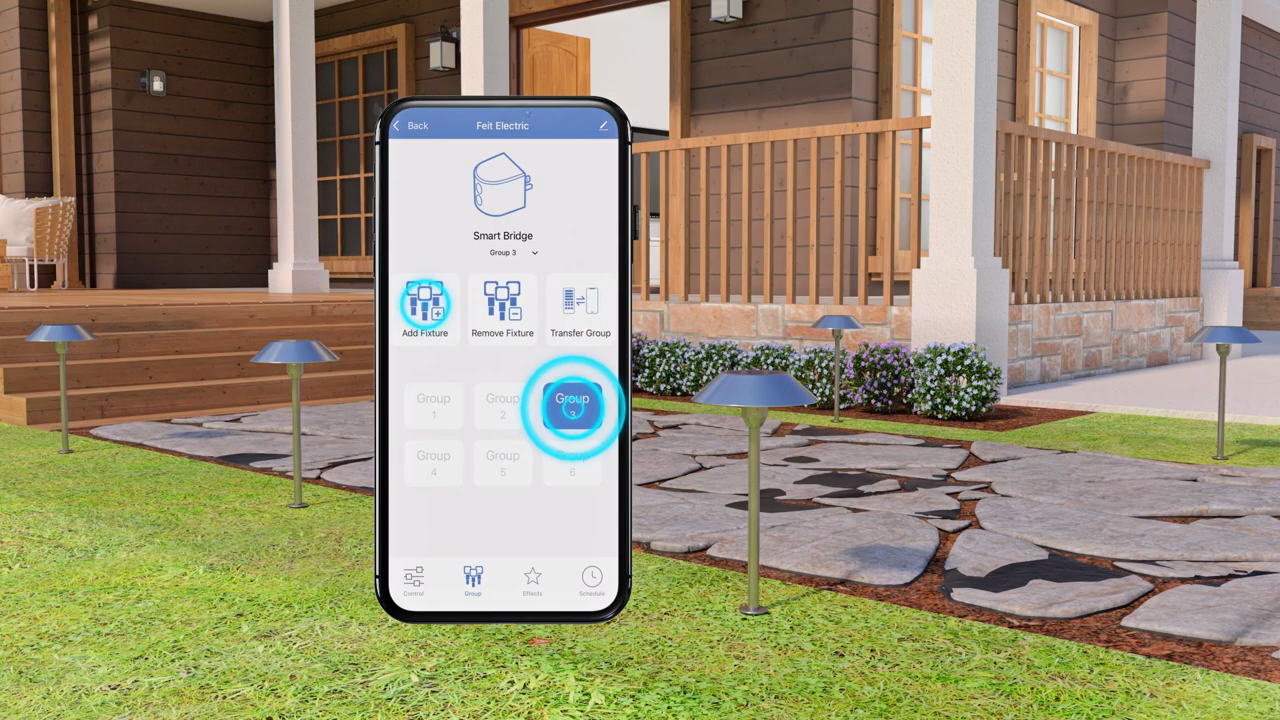 Back
Feit Electric
Smart Bridge
Group 3
Add Fixture
Remove Fixture
Transfer Group
Group
1
Group
2
Group
3
Group
4
Group
5
Group
6
Control
Group
Effects
Schedule